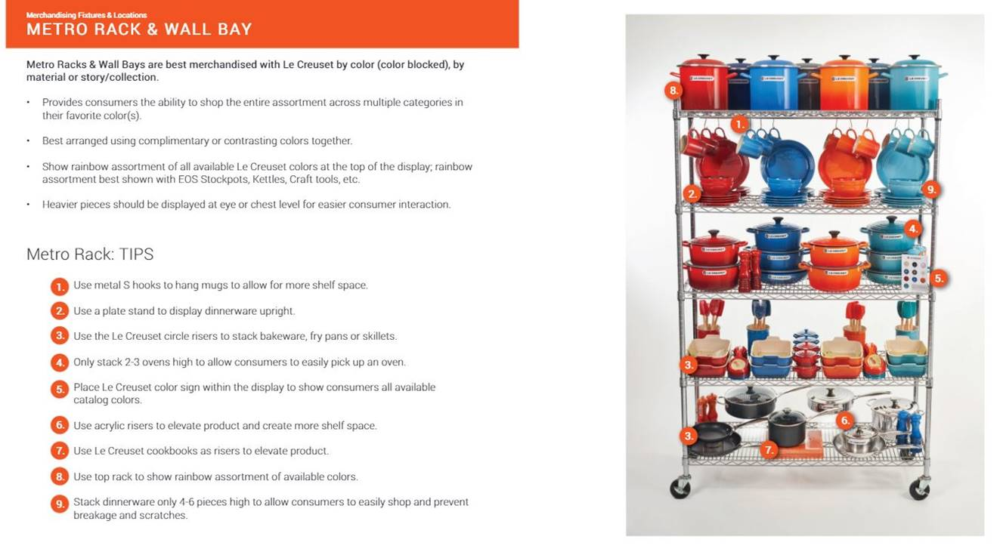 Merchandising Fixtures & Locations
METRO RACK & WALL BAY
Metro Racks & Wall Bays are best merchandised with Le Creuset by color (color blocked), by
material or story/collection.
• Provides consumers the ability to shop the entire assortment across multiple categories in
their favorite color(s).
• Best arranged using complimentary or contrasting colors together.
• Show rainbow assortment of all available Le Creuset colors at the top of the display; rainbow
assortment best shown with EOS Stockpots, Kettles, Craft tools, etc.
• Heavier pieces should be displayed at eye or chest level for easier consumer interaction.
Metro Rack: TIPS
1. Use metal S hooks to hang mugs to allow for more shelf space.
2. Use a plate stand to display dinnerware upright.
3. Use the Le Creuset circle risers to stack bakeware, fry pans or skillets.
4. Only stack 2-3 ovens high to allow consumers to easily pick up an oven.
5. Place Le Creuset color sign within the display to show consumers all available
catalog colors.
6. Use acrylic risers to elevate product and create more shelf space.
7. Use Le Creuset cookbooks as risers to elevate product.
8. Use top rack to show rainbow assortment of available colors.
9. Stack dinnerware only 4-6 pieces high to allow consumers to easily shop and prevent
breakage and scratches.
LE CREUSET LE CREUSET LE CREUSET LE CREUSET
8.
1.
2.
9.
4.
LE CREUSET
5.
3.
6.
3.
7.